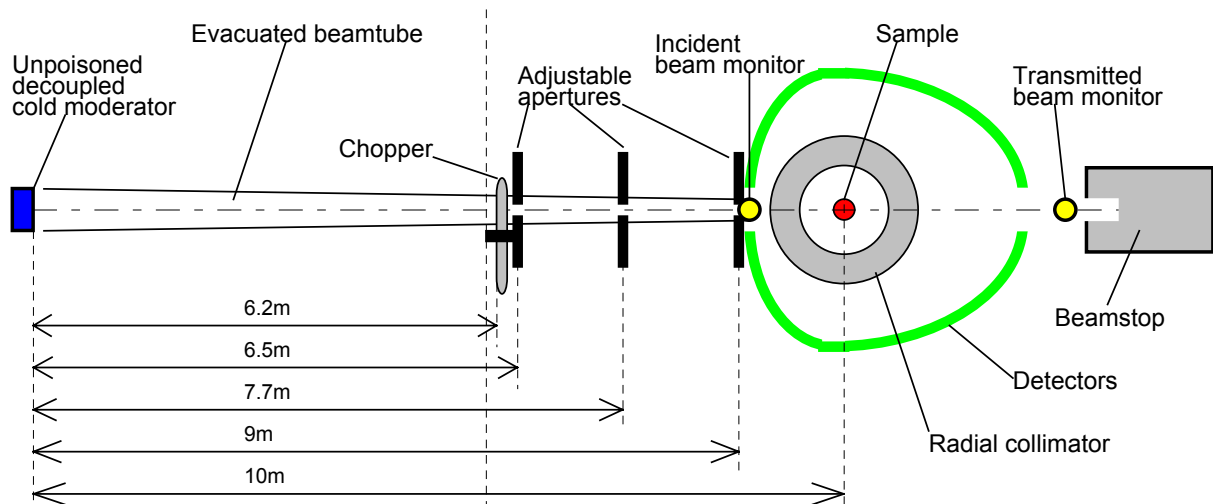 Evacuated beamtube
Unpoisoned
decoupled
cold moderator
Chopper
Adjustable
apertures
Incident
beam monitor
Sample
Transmitted
beam monitor
Beamstop
Detectors
Radial collimator
6.2m
6.5m
7.7m
9m
10m